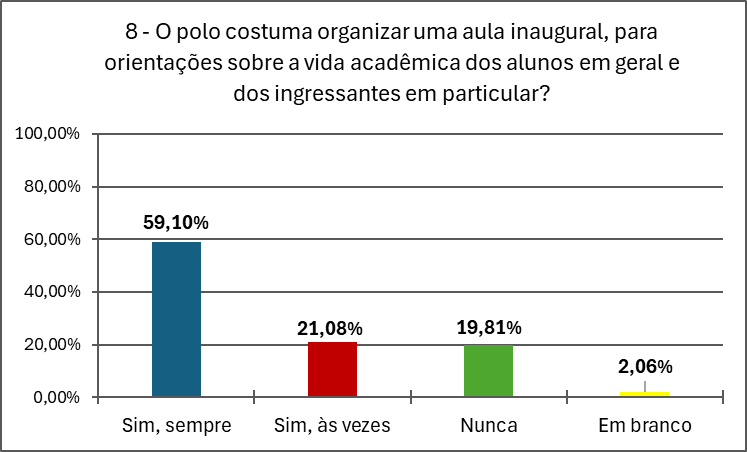 8 - O polo costuma organizar uma aula inaugural, para
orientações sobre a vida acadêmica dos alunos em geral e
dos ingressantes em particular?
100,00%
80,00%
60,00%
40,00%
20,00%
0,00%
59,10%
21,08%
19,81%
2,06%
Sim, sempre
Sim, às vezes
Nunca
Em branco